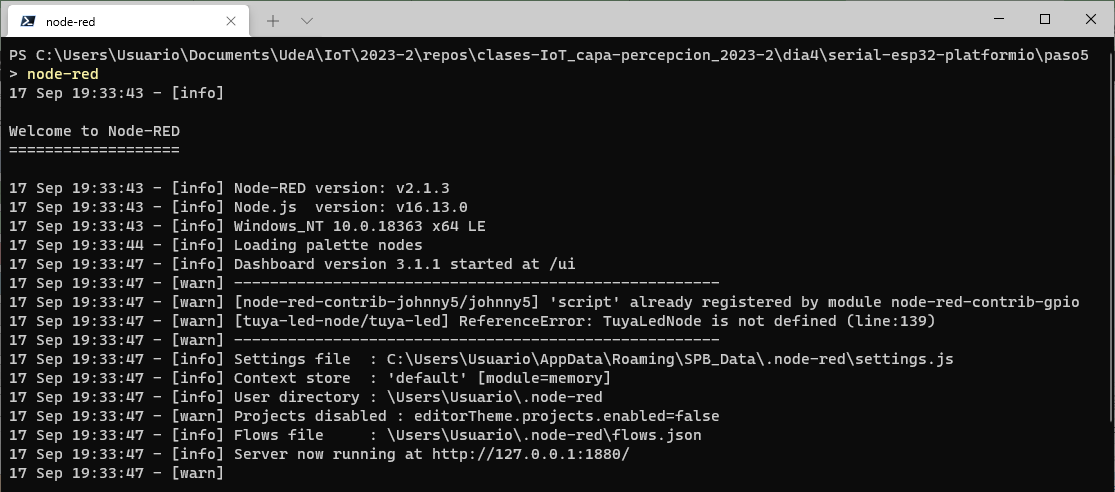 node-red
PS C:\Users\Usuario\Documents\UdeA\IoT\2023-2\repos\clases-IoT_capa-percepcion_2023-2\dia4\serial-esp32-platformio\paso5
> node-red
17 Sep 19:33:43 - [info]

Welcome to Node-RED
===================

17 Sep 19:33:43 - [info] Node-RED version: v2.1.3
17 Sep 19:33:43 - [info] Node.js  version: v16.13.0
17 Sep 19:33:43 - [info] Windows_NT 10.0.18363 x64 LE
17 Sep 19:33:44 - [info] Loading palette nodes
17 Sep 19:33:47 - [info] Dashboard version 3.1.1 started at /ui
17 Sep 19:33:47 - [warn] ------------------------------------------------------
17 Sep 19:33:47 - [warn] [node-red-contrib-johnny5/johnny5] 'script' already registered by module node-red-contrib-gpio
17 Sep 19:33:47 - [warn] [tuya-led-node/tuya-led] ReferenceError: TuyaLedNode is not defined (line:139)
17 Sep 19:33:47 - [warn] ------------------------------------------------------
17 Sep 19:33:47 - [info] Settings file  : C:\Users\Usuario\AppData\Roaming\SPB_Data\.node-red\settings.js
17 Sep 19:33:47 - [info] Context store  : 'default' [module=memory]
17 Sep 19:33:47 - [info] User directory : \Users\Usuario\.node-red
17 Sep 19:33:47 - [warn] Projects disabled : editorTheme.projects.enabled=false
17 Sep 19:33:47 - [info] Flows file     : \Users\Usuario\.node-red\flows.json
17 Sep 19:33:47 - [info] Server now running at http://127.0.0.1:1880/
17 Sep 19:33:47 - [warn]